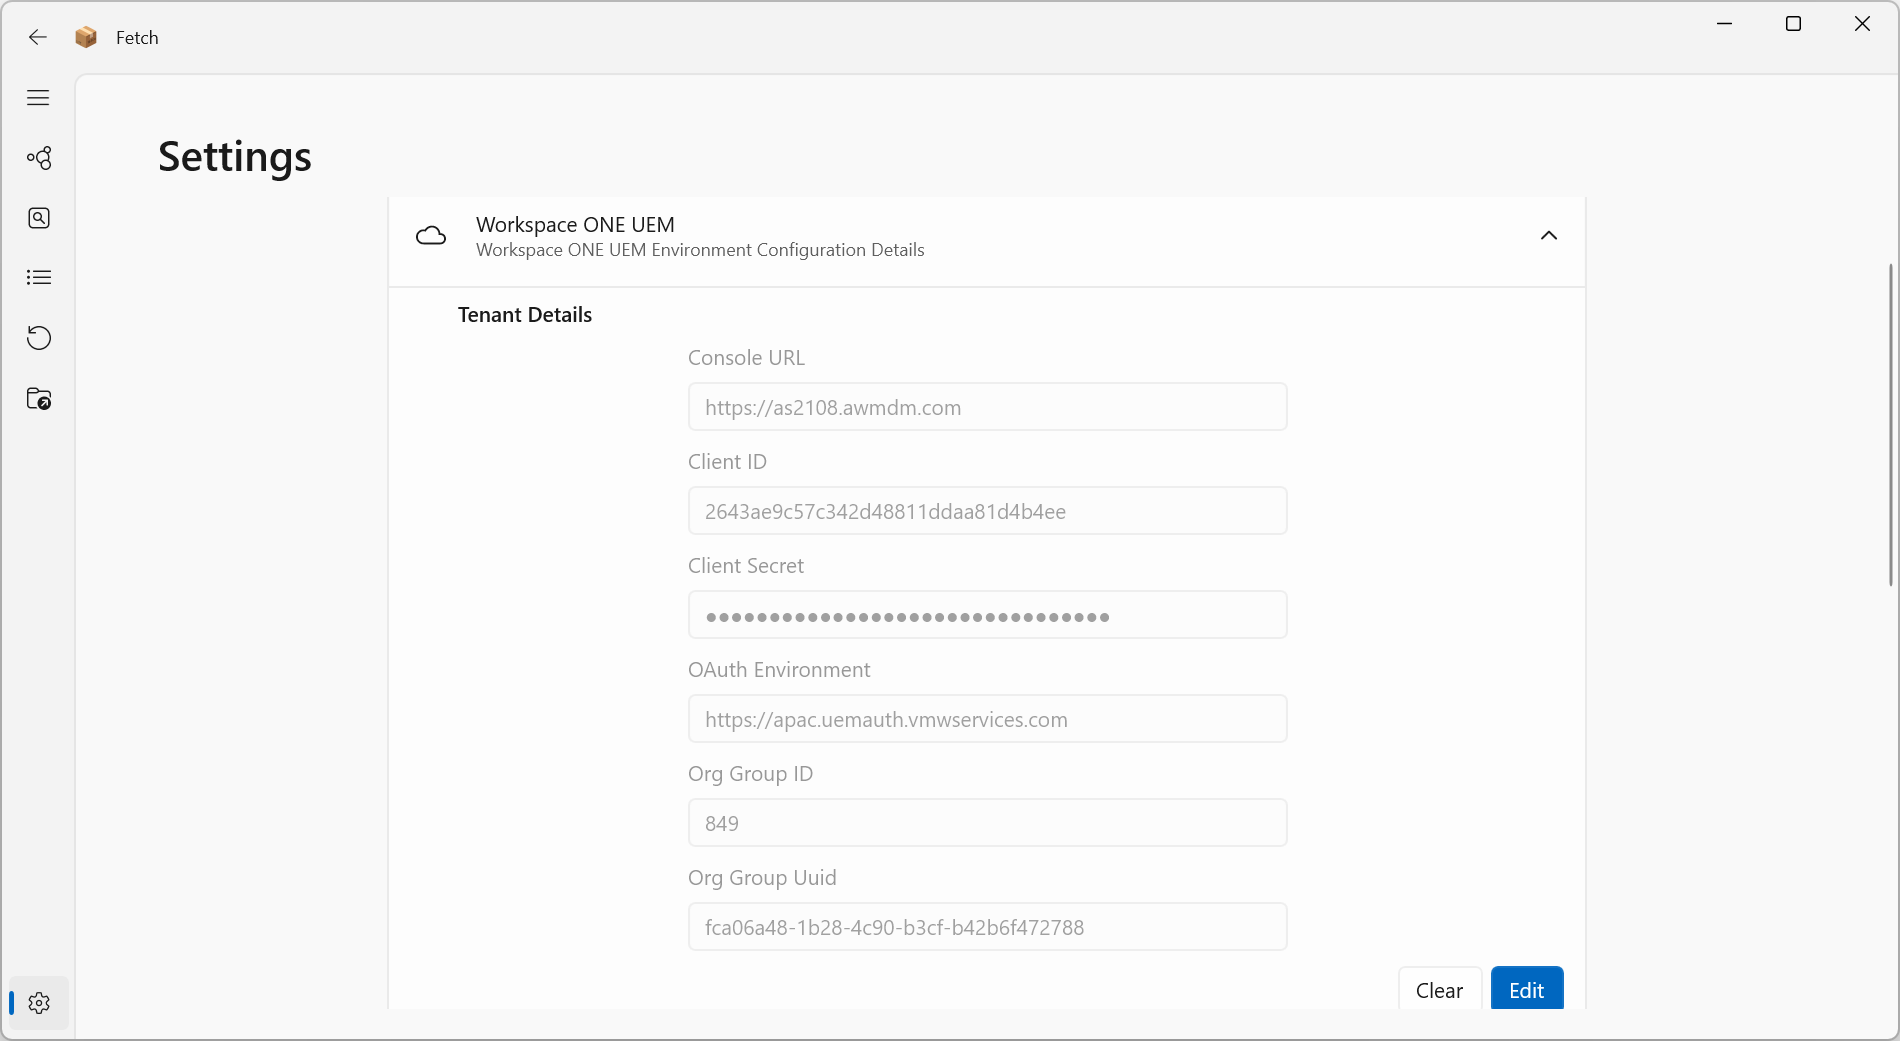 Fetch
Settings
Workspace ONE UEM
Workspace ONE UEM Environment Configuration Details
Tenant Details
Console URL
https://as2108.awmdm.com
Client ID
2643ae9c57c342d48811ddaa81d4b4ee
Client Secret
●●●●●●●●●●●●●●●●●●●●●●●●●●●●●●●●
OAuth Environment
https://apac.uemauth.vmwservices.com
Org Group ID
849
Org Group Uuid
fca06a48-1b28-4c90-b3cf-b42b6f472788
Clear Edit